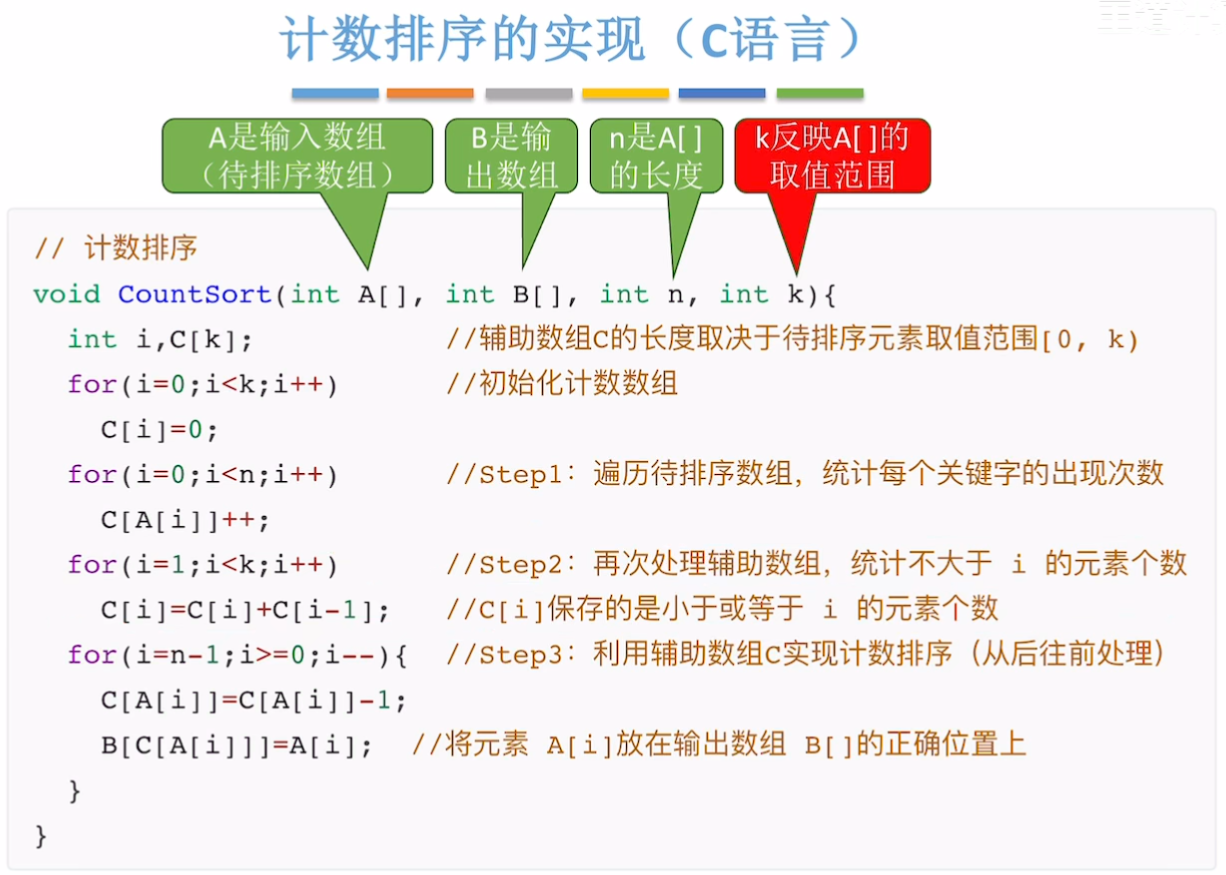 计数排序的实现（C语言）
A是输入数组
（待排序数组）
B是输
出数组
n是A[]
的长度
k反映A[]的
取值范围
// 计数排序
void CountSort(int A[], int B[], int n, int k){
int i,C[k]; //辅助数组C的长度取决于待排序元素取值范围[0, k)
for(i=0;i<k;i++) //初始化计数数组
C[i]=0;
for(i=0;i<n;i++) //Step1：遍历待排序数组，统计每个关键字的出现次数
C[A[i]]++;
for(i=1;i<k;i++) //Step2：再次处理辅助数组，统计不大于 i 的元素个数
C[i]=C[i]+C[i-1]; //C[i]保存的是小于或等于 i 的元素个数
for(i=n-1;i>=0;i--){ //Step3：利用辅助数组C实现计数排序（从后往前处理）
C[A[i]]=C[A[i]]-1;
B[C[A[i]]]=A[i]; //将元素 A[i]放在输出数组 B[]的正确位置上
}
}